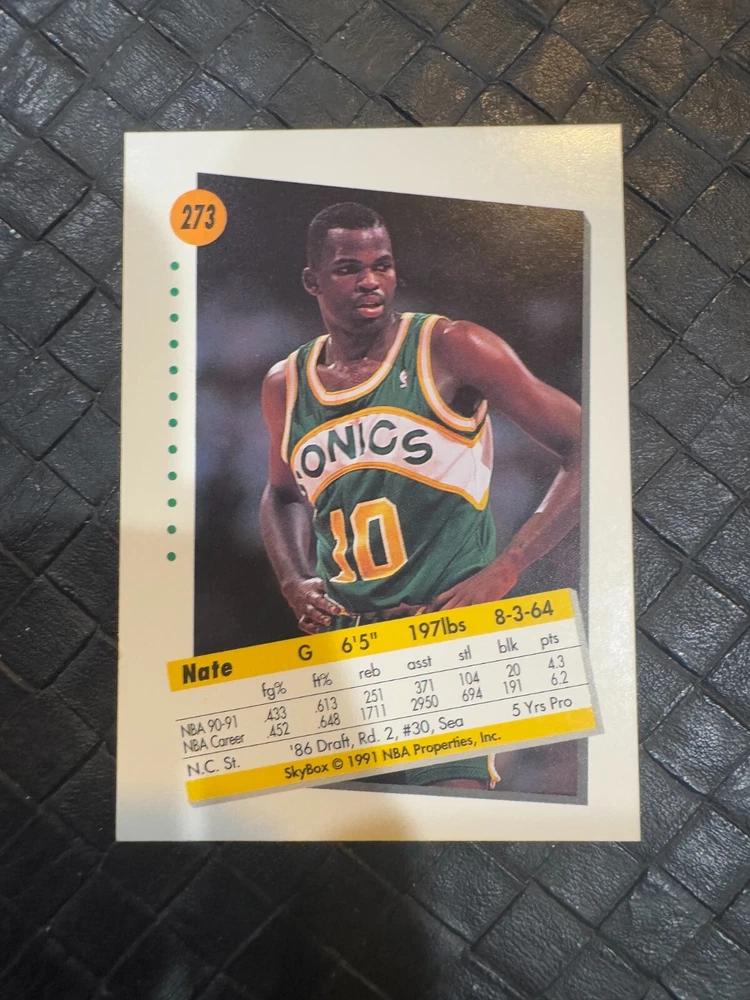 273
SONICS
10
Nate G 6'5" 197lbs 8-3-64
fg% ft% reb asst stl blk pts
NBA 90-91 .433 .613 251 371 104 20 4.3
NBA Career .452 .648 1711 2950 694 191 6.2
N.C. St. '86 Draft, Rd. 2, #30, Sea 5 Yrs Pro
SkyBox © 1991 NBA Properties, Inc.